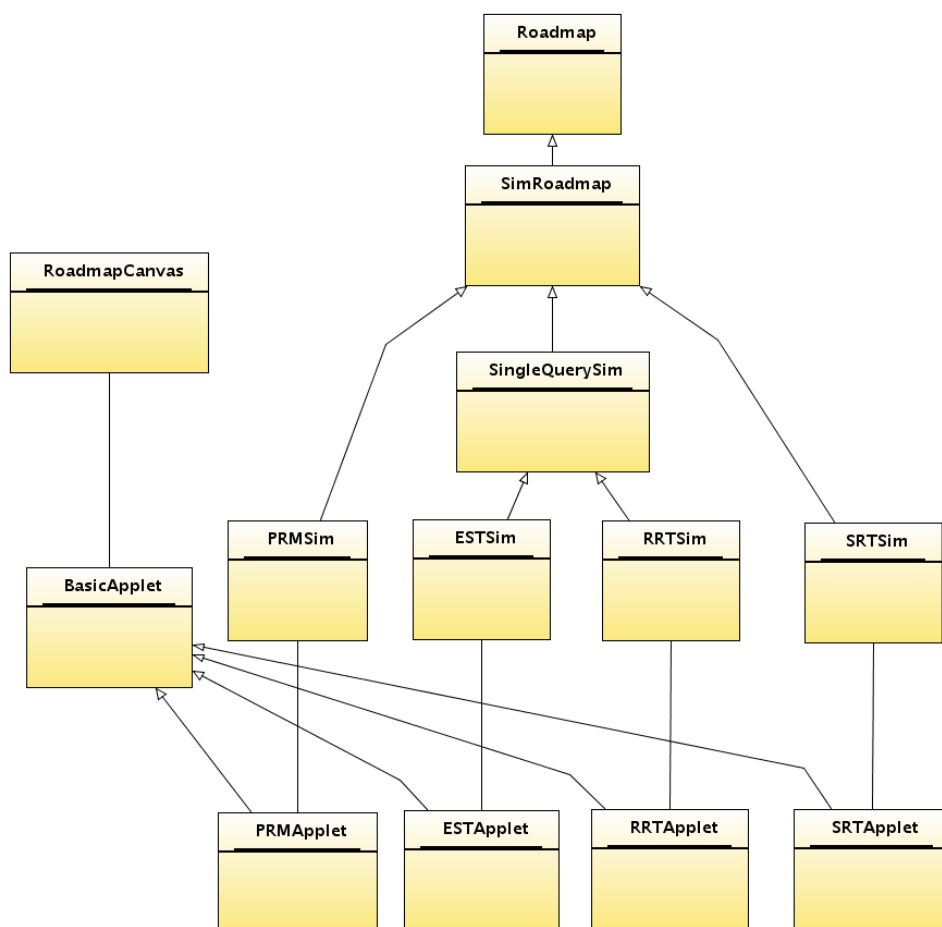 Roadmap
SimRoadmap
RoadmapCanvas
SingleQuerySim
PRMSim
ESTSim
RRTSim
SRTSim
BasicApplet
PRMApplet
ESTApplet
RRTApplet
SRTApplet